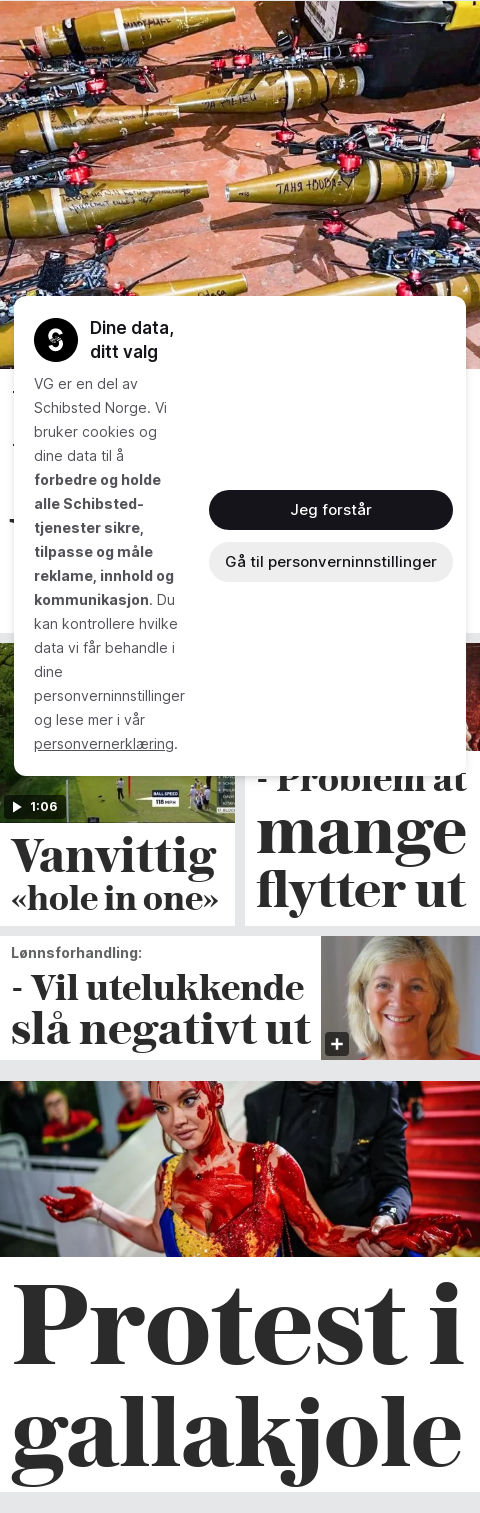 ТАНЯ + ВОВА =
Dine data,
ditt valg
VG er en del av
Schibsted Norge. Vi
bruker cookies og
dine data til å
forbedre og holde
alle Schibsted-
tjenester sikre,
tilpasse og måle
reklame, innhold og
kommunikasjon. Du
kan kontrollere hvilke
data vi får behandle i
dine
personverninnstillinger
og lese mer i vår
personvernerklæring.
Jeg forstår
Gå til personverninnstillinger
BALL SPEED
118 MPH
1:06
Vanvittig
«hole in one»
- Problem at
mange
flytter ut
Lønnsforhandling:
- Vil utelukkende
slå negativt ut
Protest i
gallakjole